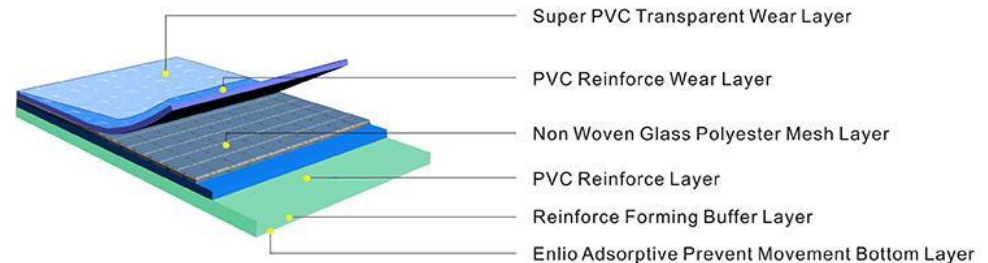 Super PVC Transparent Wear Layer
PVC Reinforce Wear Layer
Non Woven Glass Polyester Mesh Layer
PVC Reinforce Layer
Reinforce Forming Buffer Layer
Enlio Adsorptive Prevent Movement Bottom Layer